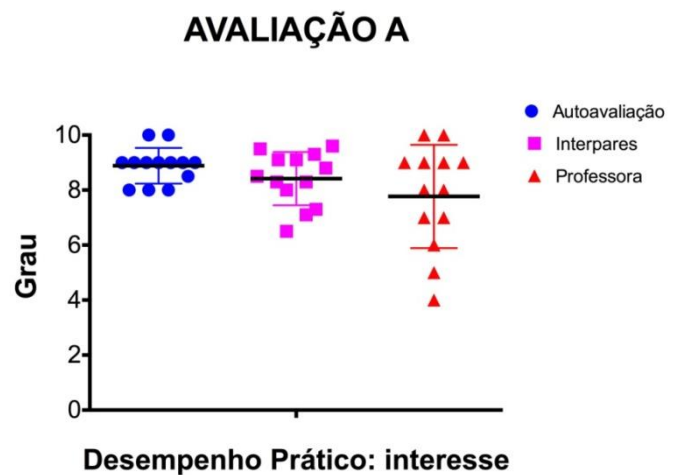 AVALIAÇÃO A
Autoavaliação
Interpares
Professora
10
8
6
4
2
0
Grau
Desempenho Prático: interesse